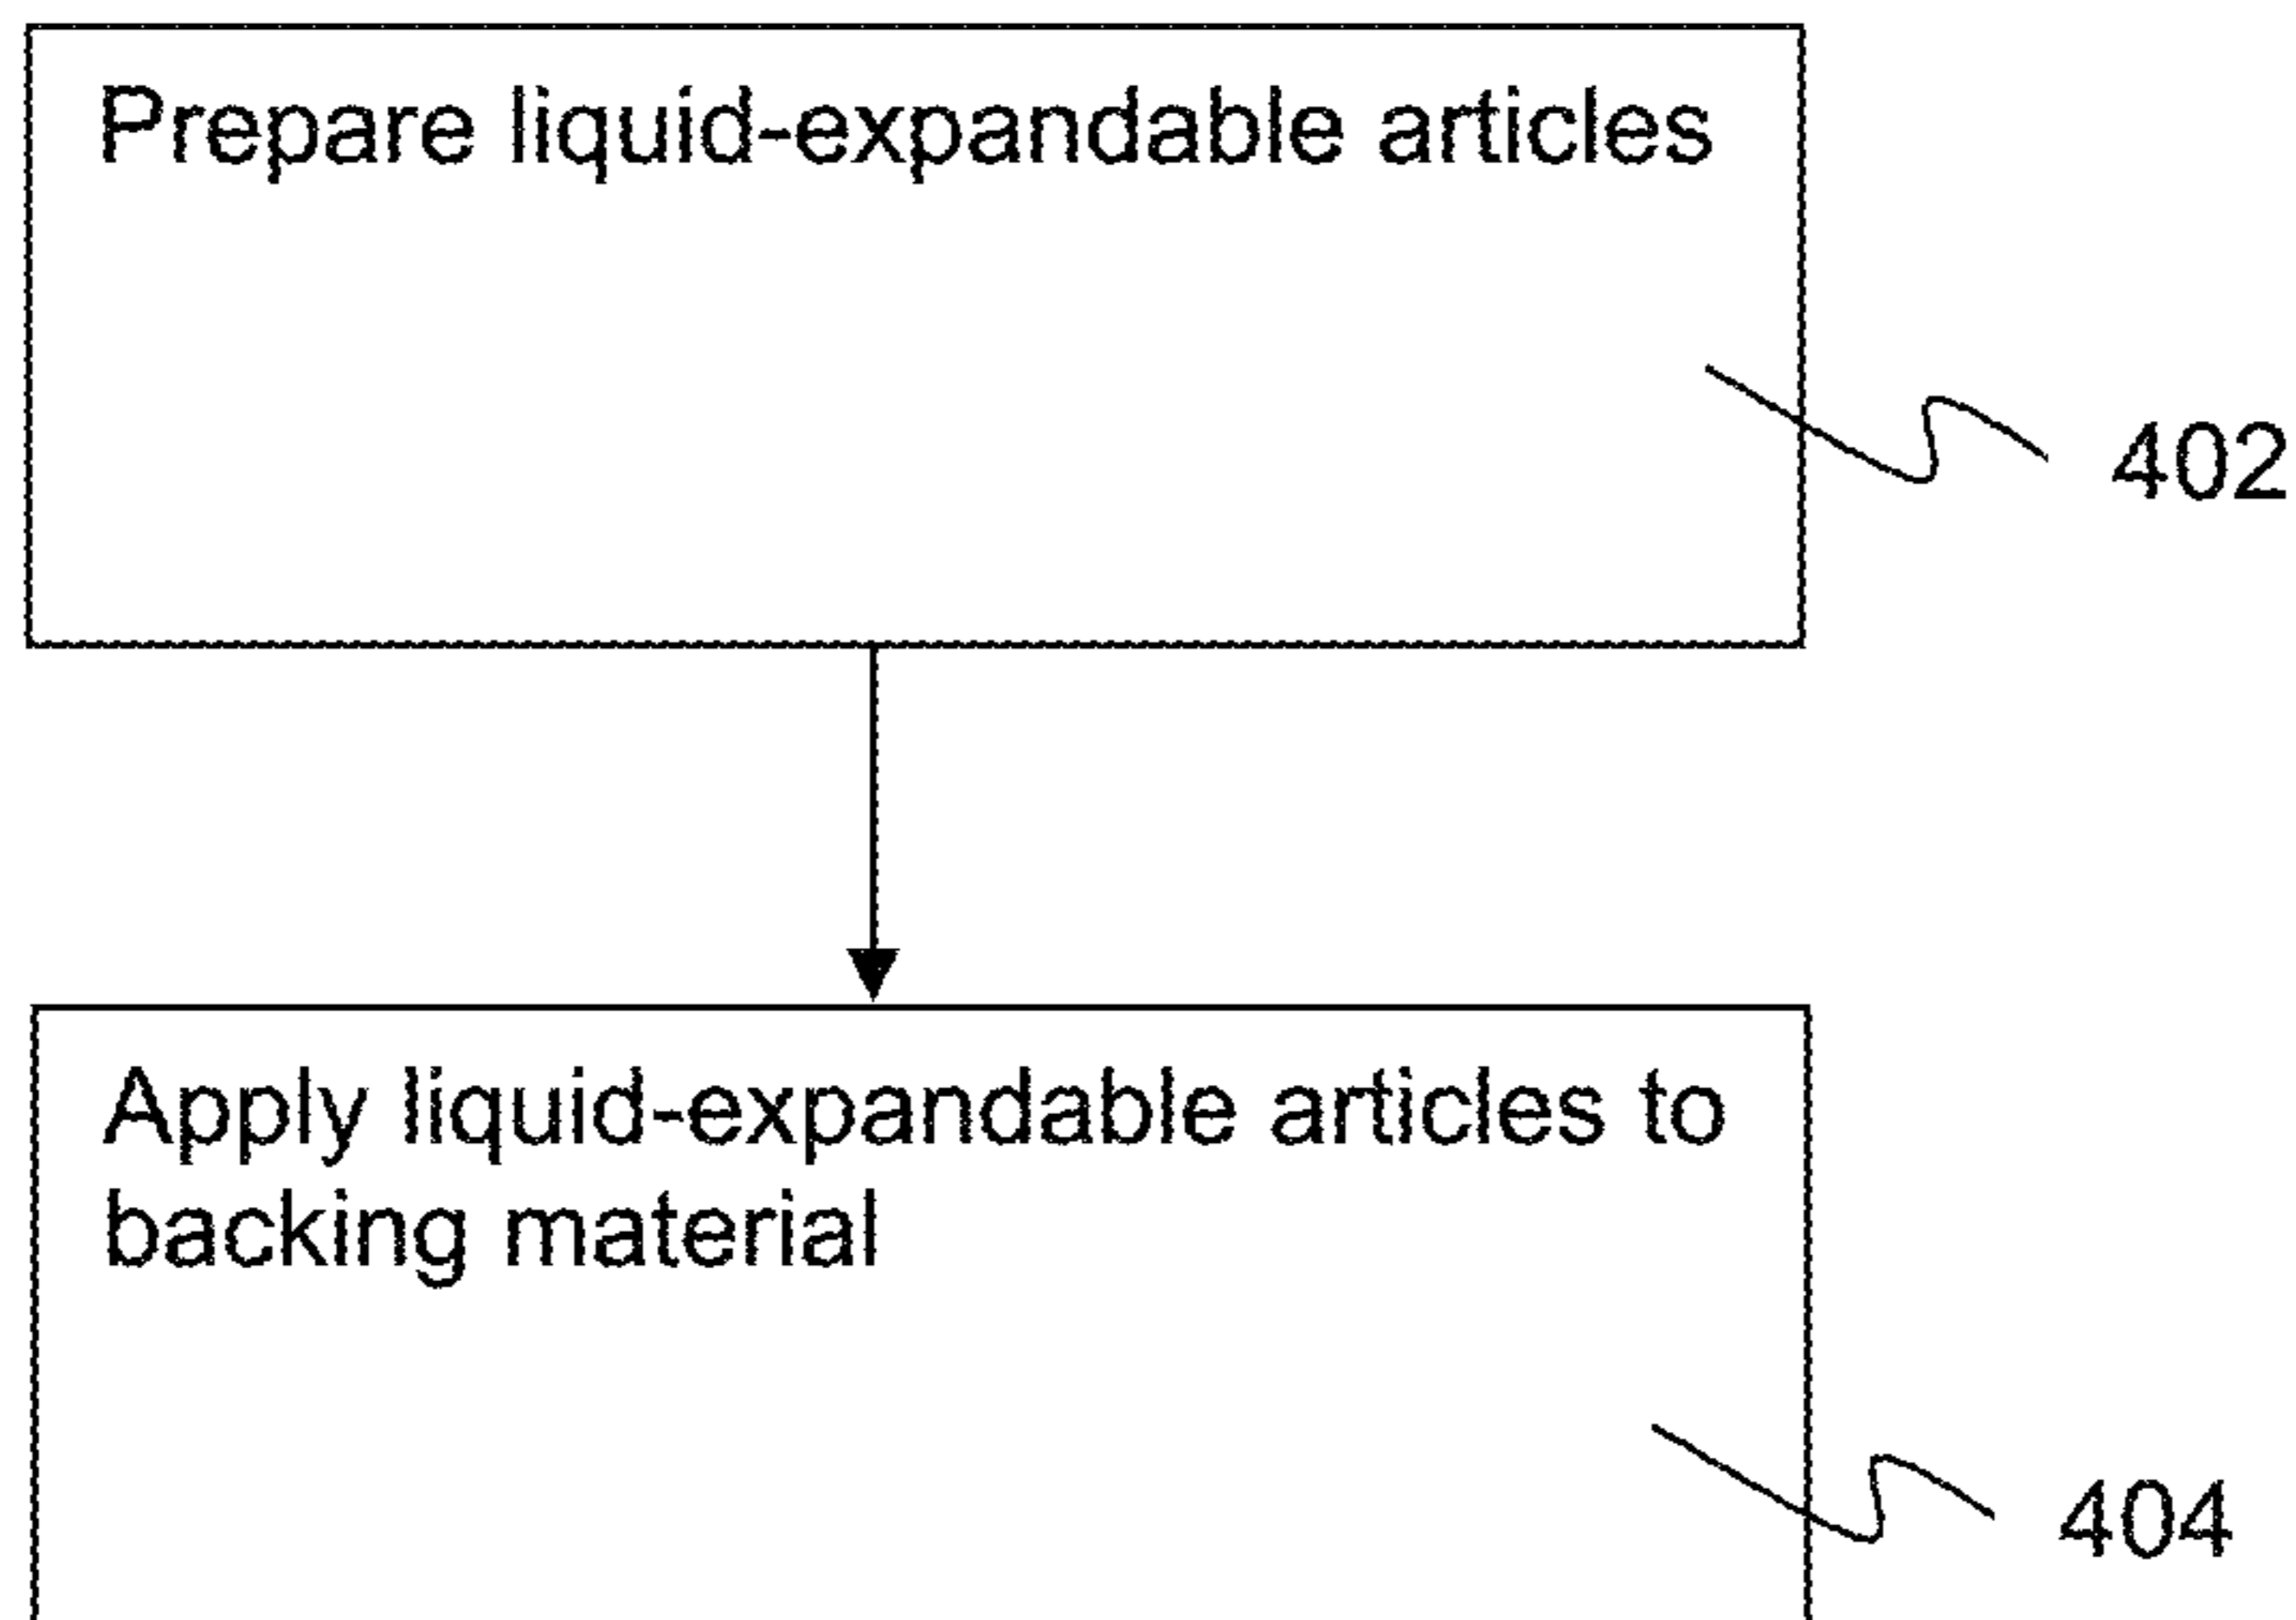 Prepare liquid-expandable articles
402
Apply liquid-expandable articles to
backing material
404